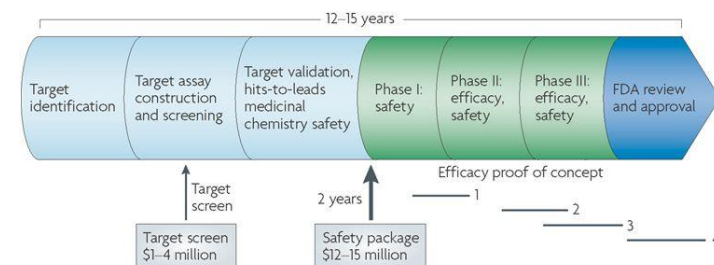 12–15 years
Target
identification
Target assay
construction
and screening
Target validation,
hits-to-leads
medicinal
chemistry safety
Phase I:
safety
Phase II:
efficacy,
safety
Phase III:
efficacy,
safety
FDA review
and approval
Efficacy proof of concept
Target
screen
2 years
1
2
3
Target screen
$1–4 million
Safety package
$12–15 million